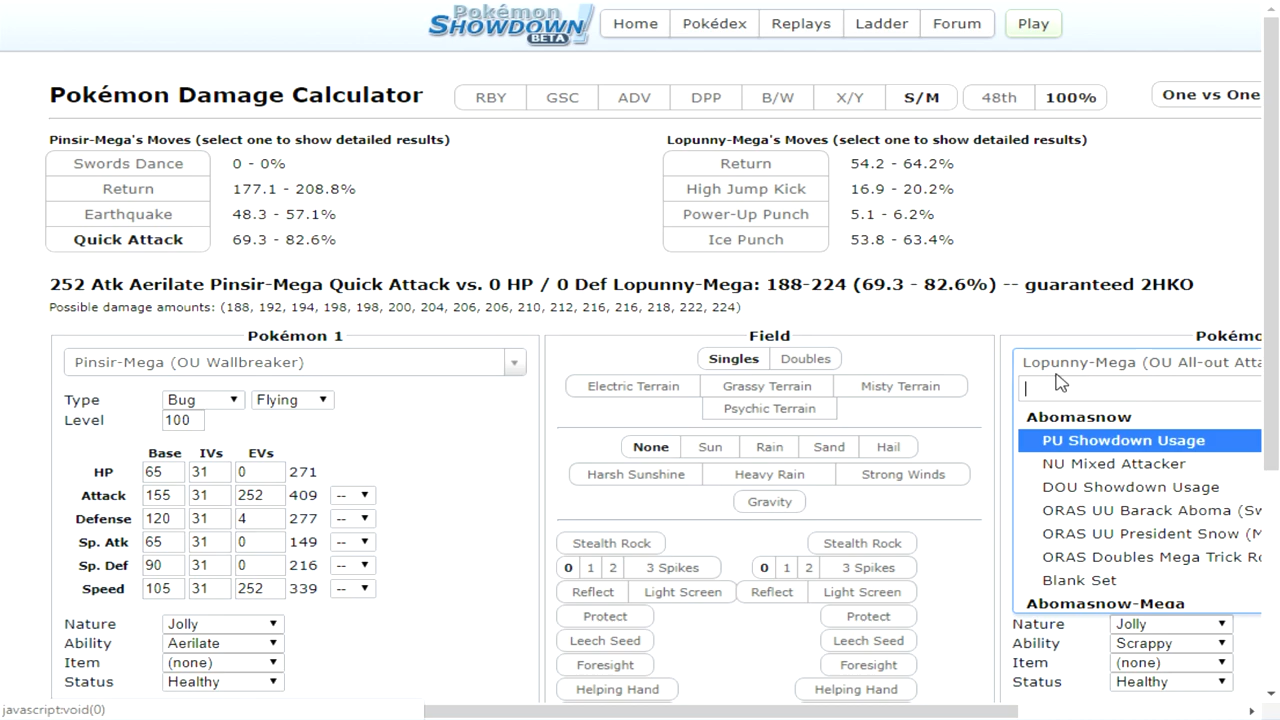 Pokémon
SHOWDOWN
BETA
Home Pokédex Replays Ladder Forum Play
Pokémon Damage Calculator RBY GSC ADV DPP B/W X/Y S/M 48th 100% One vs One
Pinsir-Mega's Moves (select one to show detailed results) Lopunny-Mega's Moves (select one to show detailed results)
Swords Dance 0 - 0% Return 54.2 - 64.2%
Return 177.1 - 208.8% High Jump Kick 16.9 - 20.2%
Earthquake 48.3 - 57.1% Power-Up Punch 5.1 - 6.2%
Quick Attack 69.3 - 82.6% Ice Punch 53.8 - 63.4%
252 Atk Aerilate Pinsir-Mega Quick Attack vs. 0 HP / 0 Def Lopunny-Mega: 188-224 (69.3 - 82.6%) -- guaranteed 2HKO
Possible damage amounts: (188, 192, 194, 198, 198, 200, 204, 206, 206, 210, 212, 216, 216, 218, 222, 224)
Pokémon 1
Pinsir-Mega (OU Wallbreaker)
Type Bug Flying
Level 100
Base IVs EVs
HP 65 31 0 271
Attack 155 31 252 409 --
Defense 120 31 4 277 --
Sp. Atk 65 31 0 149 --
Sp. Def 90 31 0 216 --
Speed 105 31 252 339 --
Nature Jolly
Ability Aerilate
Item (none)
Status Healthy
Field
Singles Doubles
Electric Terrain Grassy Terrain Misty Terrain
Psychic Terrain
None Sun Rain Sand Hail
Harsh Sunshine Heavy Rain Strong Winds
Gravity
Stealth Rock Stealth Rock
0 1 2 3 Spikes 0 1 2 3 Spikes
Reflect Light Screen Reflect Light Screen
Protect Protect
Leech Seed Leech Seed
Foresight Foresight
Helping Hand Helping Hand
Pokémo
Lopunny-Mega (OU All-out Atta
Abomasnow
PU Showdown Usage
NU Mixed Attacker
DOU Showdown Usage
ORAS UU Barack Aboma (Sw
ORAS UU President Snow (M
ORAS Doubles Mega Trick Ro
Blank Set
Abomasnow-Mega
Nature Jolly
Ability Scrappy
Item (none)
Status Healthy
javascript:void(0)